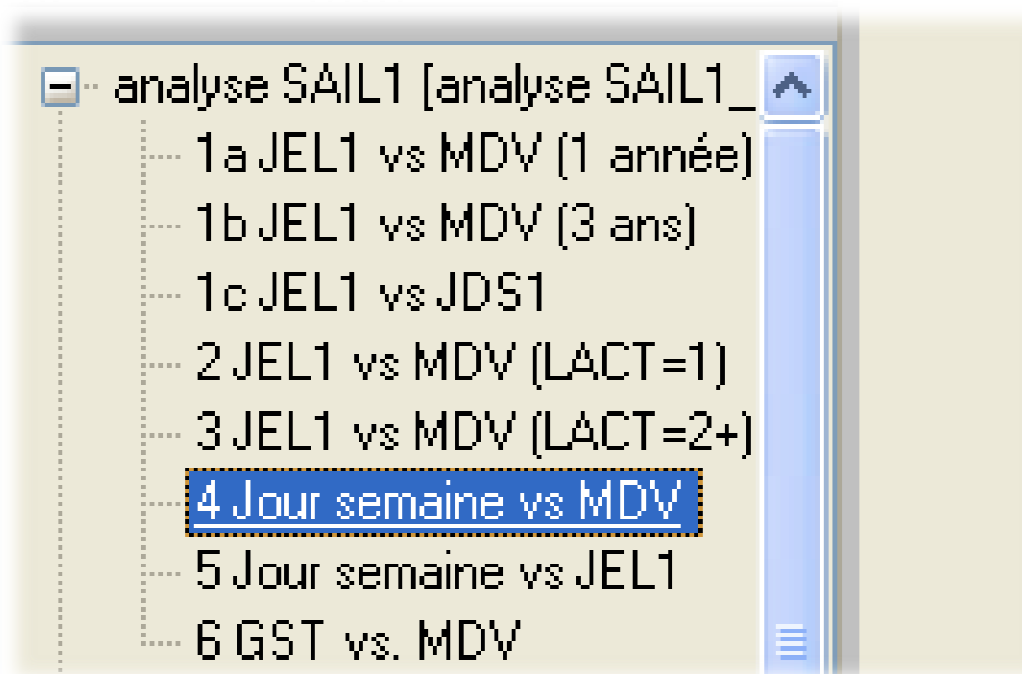 analyse SAIL1 [analyse SAIL1_
1a JEL1 vs MDV (1 année)
1b JEL1 vs MDV (3 ans)
1c JEL1 vs JDS1
2 JEL1 vs MDV (LACT=1)
3 JEL1 vs MDV (LACT=2+)
4 Jour semaine vs MDV
5 Jour semaine vs JEL1
6 GST vs. MDV